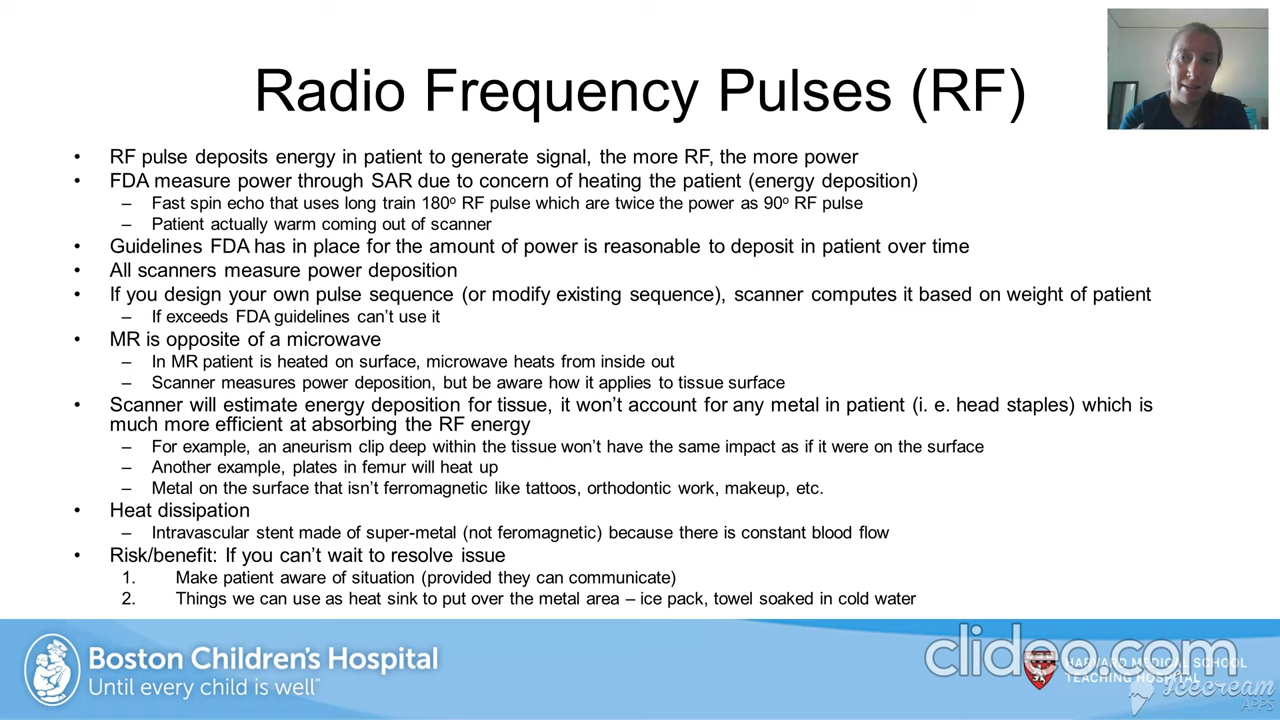 Radio Frequency Pulses (RF)
• RF pulse deposits energy in patient to generate signal, the more RF, the more power
• FDA measure power through SAR due to concern of heating the patient (energy deposition)
– Fast spin echo that uses long train 180º RF pulse which are twice the power as 90º RF pulse
– Patient actually warm coming out of scanner
• Guidelines FDA has in place for the amount of power is reasonable to deposit in patient over time
• All scanners measure power deposition
• If you design your own pulse sequence (or modify existing sequence), scanner computes it based on weight of patient
– If exceeds FDA guidelines can't use it
• MR is opposite of a microwave
– In MR patient is heated on surface, microwave heats from inside out
– Scanner measures power deposition, but be aware how it applies to tissue surface
• Scanner will estimate energy deposition for tissue, it won't account for any metal in patient (i. e. head staples) which is
much more efficient at absorbing the RF energy
– For example, an aneurism clip deep within the tissue won't have the same impact as if it were on the surface
– Another example, plates in femur will heat up
– Metal on the surface that isn't ferromagnetic like tattoos, orthodontic work, makeup, etc.
• Heat dissipation
– Intravascular stent made of super-metal (not feromagnetic) because there is constant blood flow
• Risk/benefit: If you can't wait to resolve issue
1. Make patient aware of situation (provided they can communicate)
2. Things we can use as heat sink to put over the metal area – ice pack, towel soaked in cold water
Boston Children's Hospital
Until every child is well™
clideo.com
HARVARD MEDICAL SCHOOL
TEACHING HOSPITAL
Icecream
APPS